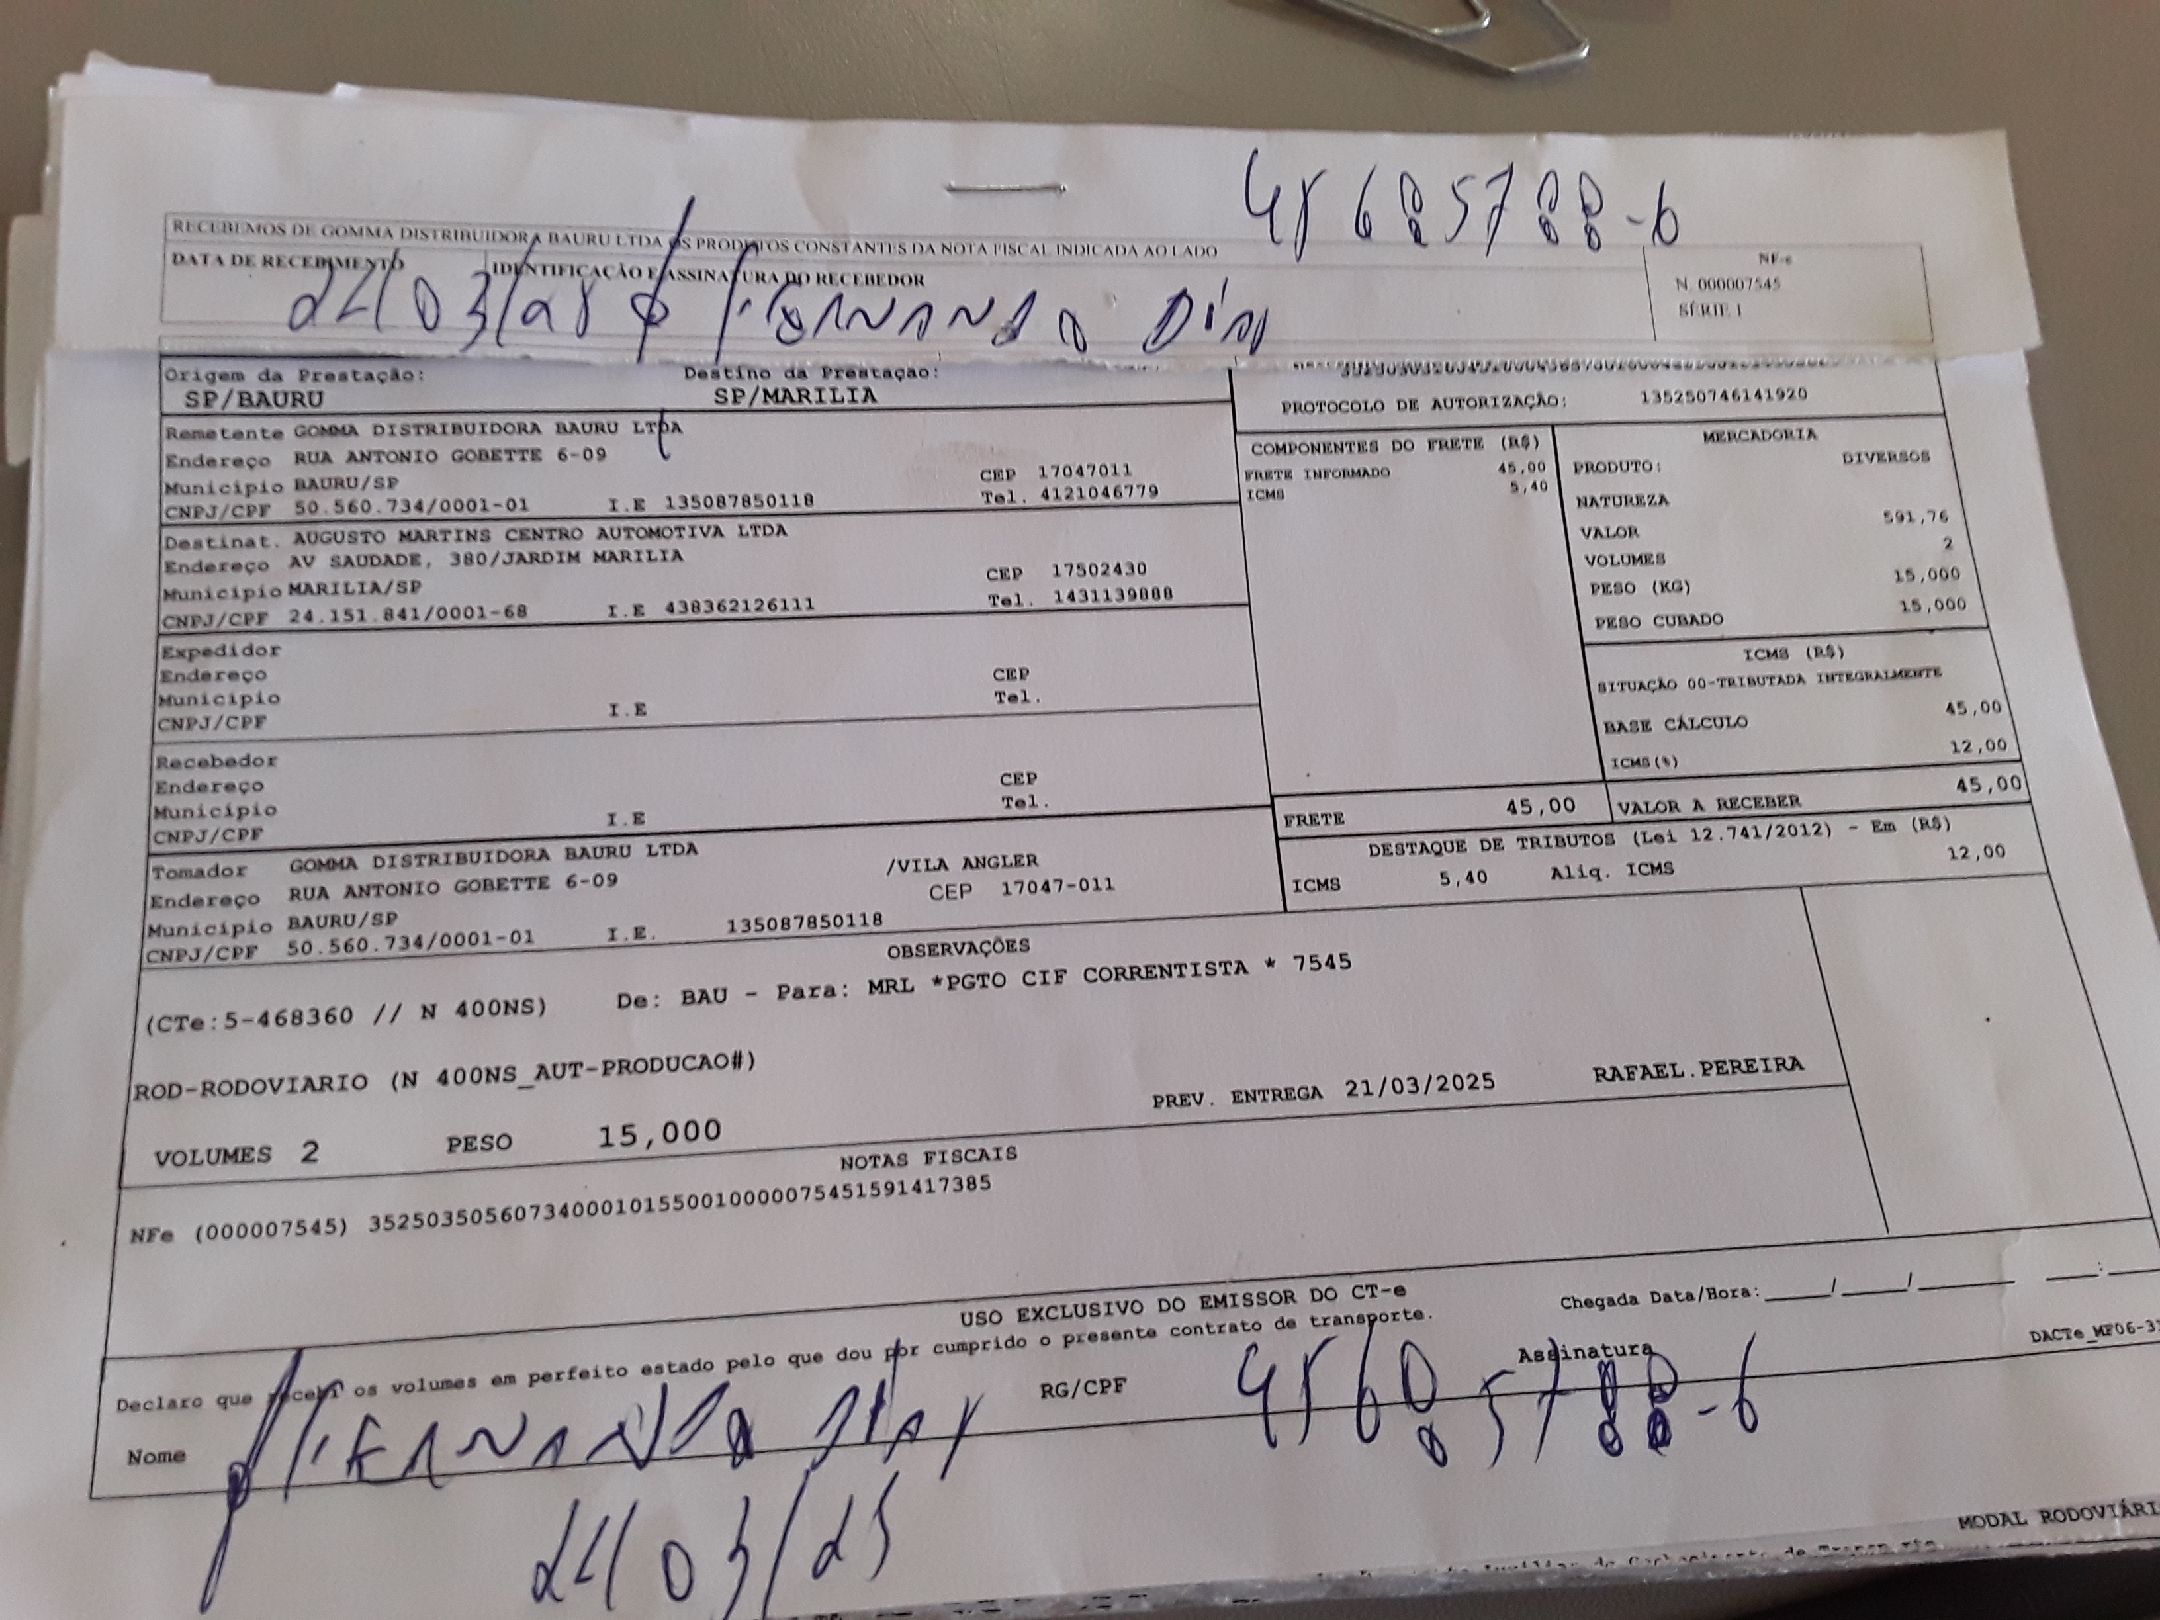 45685788-6
RECEBEMOS DE GOMMA DISTRIBUIDORA BAURU LTDA OS PRODUTOS CONSTANTES DA NOTA FISCAL INDICADA AO LADO
DATA DE RECEBIMENTO
IDENTIFICAÇÃO E ASSINATURA DO RECEBEDOR
NF-e
N. 000007545
SÉRIE 1
Origem da Prestação:
SP/BAURU
Destino da Prestação:
SP/MARILIA
PROTOCOLO DE AUTORIZAÇÃO: 135250746141920
Remetente GOMMA DISTRIBUIDORA BAURU LTDA
Endereço RUA ANTONIO GOBETTE 6-09
Município BAURU/SP CEP 17047011
CNPJ/CPF 50.560.734/0001-01 I.E 135087850118 Tel. 4121046779
Destinat. AUGUSTO MARTINS CENTRO AUTOMOTIVA LTDA
Endereço AV SAUDADE, 380/JARDIM MARILIA
Município MARILIA/SP CEP 17502430
CNPJ/CPF 24.151.841/0001-68 I.E 438362126111 Tel. 1431139888
Expedidor
Endereço
Município CEP
CNPJ/CPF I.E Tel.
Recebedor
Endereço
Município CEP
CNPJ/CPF I.E Tel.
Tomador GOMMA DISTRIBUIDORA BAURU LTDA
Endereço RUA ANTONIO GOBETTE 6-09 /VILA ANGLER
Município BAURU/SP CEP 17047-011
CNPJ/CPF 50.560.734/0001-01 I.E. 135087850118
COMPONENTES DO FRETE (R$)
FRETE INFORMADO 45,00
ICMS 5,40
MERCADORIA
PRODUTO: DIVERSOS
NATUREZA
VALOR 591,76
VOLUMES 2
PESO (KG) 15,000
PESO CUBADO 15,000
ICMS (R$)
SITUAÇÃO 00-TRIBUTADA INTEGRALMENTE
BASE CÁLCULO 45,00
ICMS(%) 12,00
FRETE 45,00
VALOR A RECEBER 45,00
DESTAQUE DE TRIBUTOS (Lei 12.741/2012) - Em (R$)
ICMS 5,40 Aliq. ICMS 12,00
OBSERVAÇÕES
(CTe:5-468360 // N 400NS) De: BAU - Para: MRL *PGTO CIF CORRENTISTA * 7545
ROD-RODOVIARIO (N 400NS_AUT-PRODUCAO#)
PREV. ENTREGA 21/03/2025 RAFAEL.PEREIRA
VOLUMES 2 PESO 15,000
NOTAS FISCAIS
NFe (000007545) 35250350560734000101550010000075451591417385
USO EXCLUSIVO DO EMISSOR DO CT-e
Chegada Data/Hora:____/____/______ ___:___
Declaro que recebi os volumes em perfeito estado pelo que dou por cumprido o presente contrato de transporte.
DACTe_MF06-
Nome
RG/CPF 45685788-6
Assinatura
MODAL RODOVIÁRI